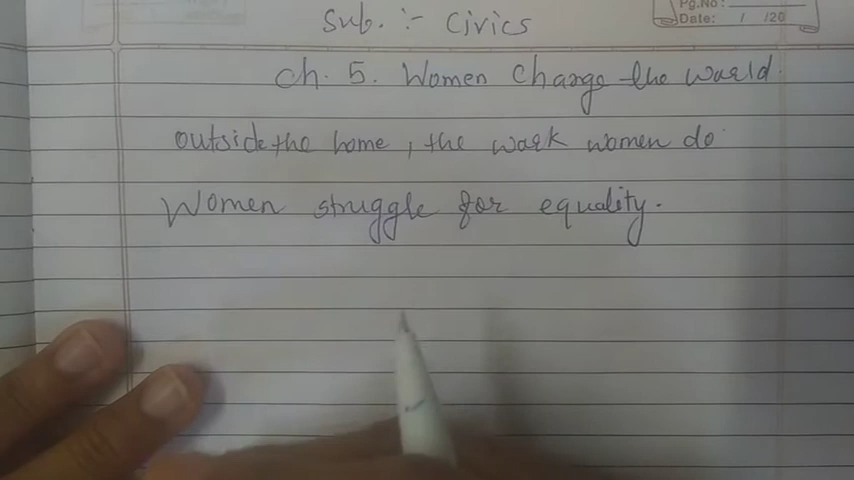 Pg.No:
Date: / /20
Sub. :- Civics
Ch. 5. Women Change the world.
outside the home, the work women do
Women struggle for equality.